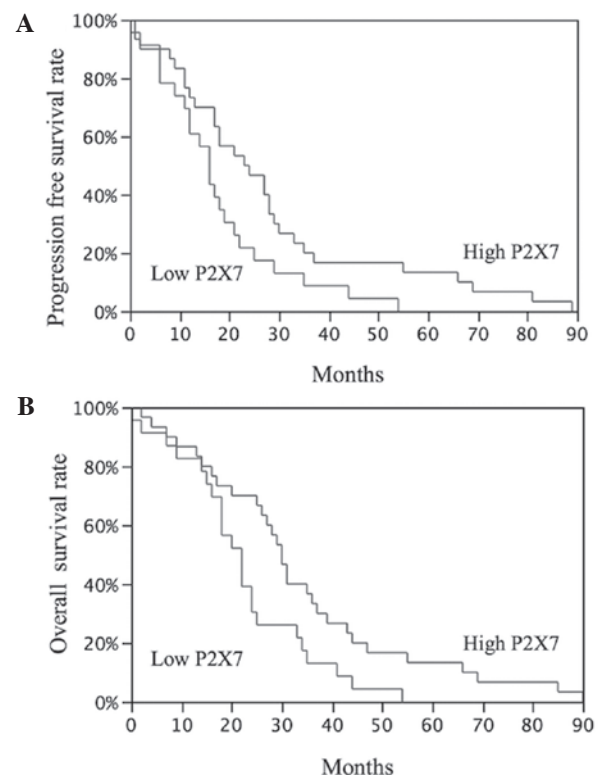 A
Progression free survival rate
100%
80%
60%
40%
20%
0%
High P2X7
Low P2X7
0 10 20 30 40 50 60 70 80 90
Months
B
Overall survival rate
100%
80%
60%
40%
20%
0%
High P2X7
Low P2X7
0 10 20 30 40 50 60 70 80 90
Months